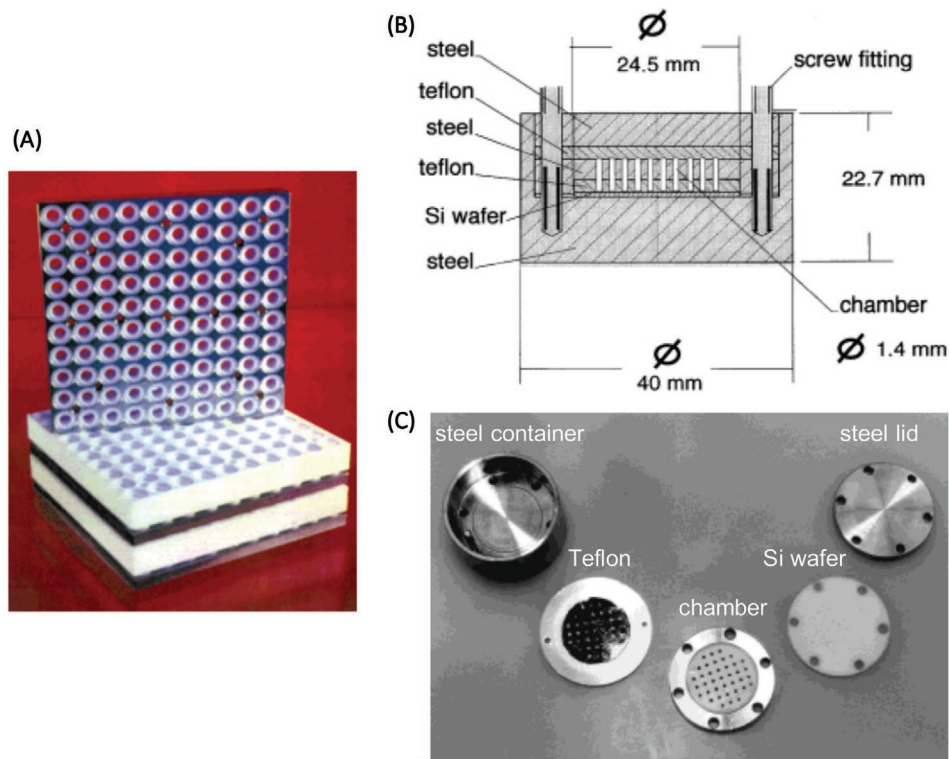 (A)
(B)
Ø
24.5 mm
steel
teflon
steel
teflon
Si wafer
steel
screw fitting
22.7 mm
chamber
Ø 1.4 mm
Ø
40 mm
(C)
steel container
steel lid
Teflon
Si wafer
chamber